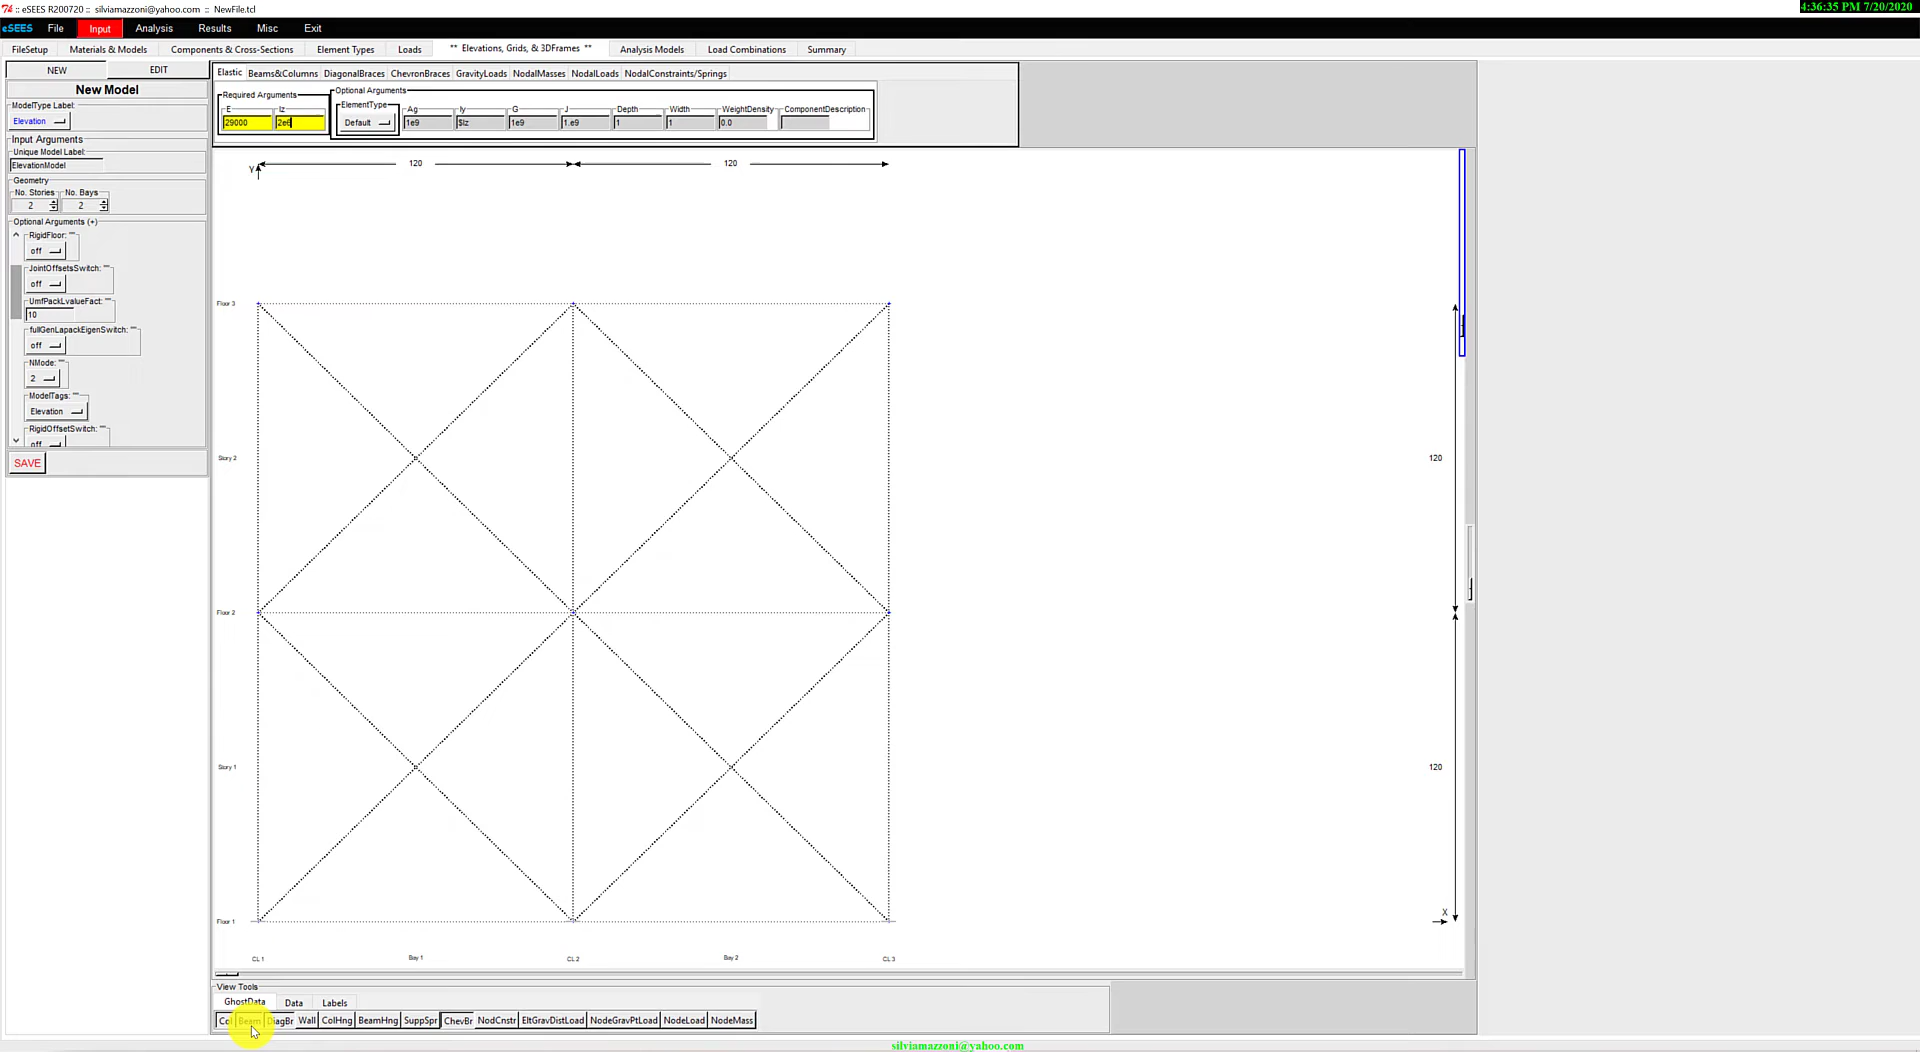 :: eSEES R200720 :: silviamazzoni@yahoo.com :: NewFile.tcl
4:36:35 PM 7/20/2020
eSEES File Input Analysis Results Misc Exit
FileSetup Materials & Models Components & Cross-Sections Element Types Loads ** Elevations, Grids, & 3DFrames ** Analysis Models Load Combinations Summary
NEW EDIT
New Model
ModelType Label:
Elevation
Input Arguments
Unique Model Label:
ElevationModel
Geometry
No. Stories No. Bays
2 2
Optional Arguments (+)
RigidFloor: ""
off
JointOffsetsSwitch: ""
off
UmfPackLvalueFact: ""
10
fullGenLapackEigenSwitch: ""
off
NMode: ""
2
ModelTags: ""
Elevation
RigidOffsetSwitch: ""
off
SAVE
Elastic Beams&Columns DiagonalBraces ChevronBraces GravityLoads NodalMasses NodalLoads NodalConstraints/Springs
Required Arguments Optional Arguments
E Iz ElementType Ag Iy G J Depth Width WeightDensity ComponentDescription
29000 2e6 Default 1e9 $Iz 1e9 1.e9 1 1 0.0
Y 120 120
Floor 3
Story 2 120
Floor 2
Story 1 120
Floor 1 X
CL 1 Bay 1 CL 2 Bay 2 CL 3
View Tools
GhostData Data Labels
Col Beam DiagBr Wall ColHng BeamHng SuppSpr ChevBr NodCnstr EltGravDistLoad NodeGravPtLoad NodeLoad NodeMass
silviamazzoni@yahoo.com